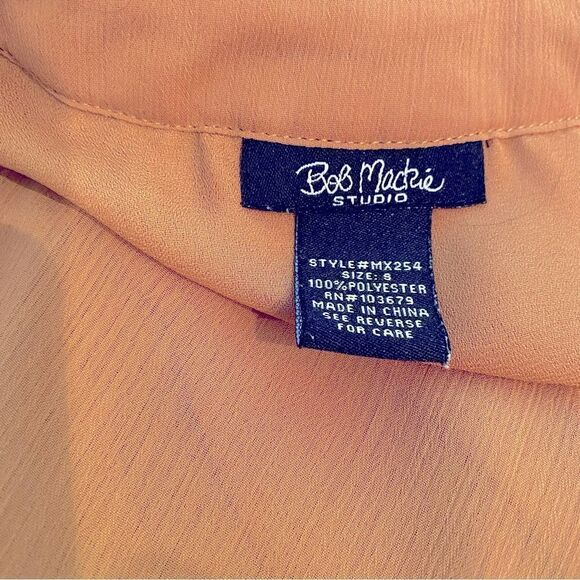 Bob Mackie
STUDIO
STYLE#MX254
SIZE: 8
100%POLYESTER
RN#103679
MADE IN CHINA
SEE REVERSE
FOR CARE